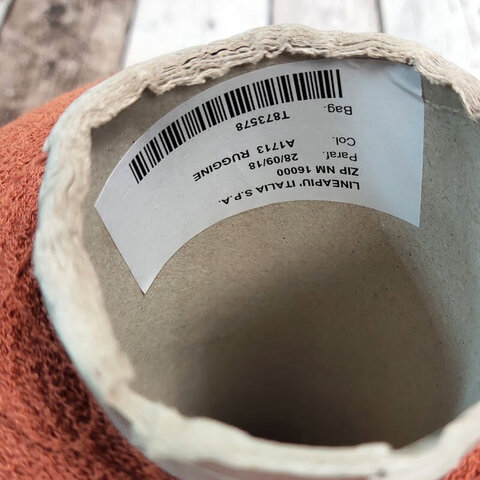 LINEAPIU' ITALIA S.P.A.
ZIP NM 16000
Paraf. 28/09/18
Col. A1713 RUGGINE
Bag. T873578